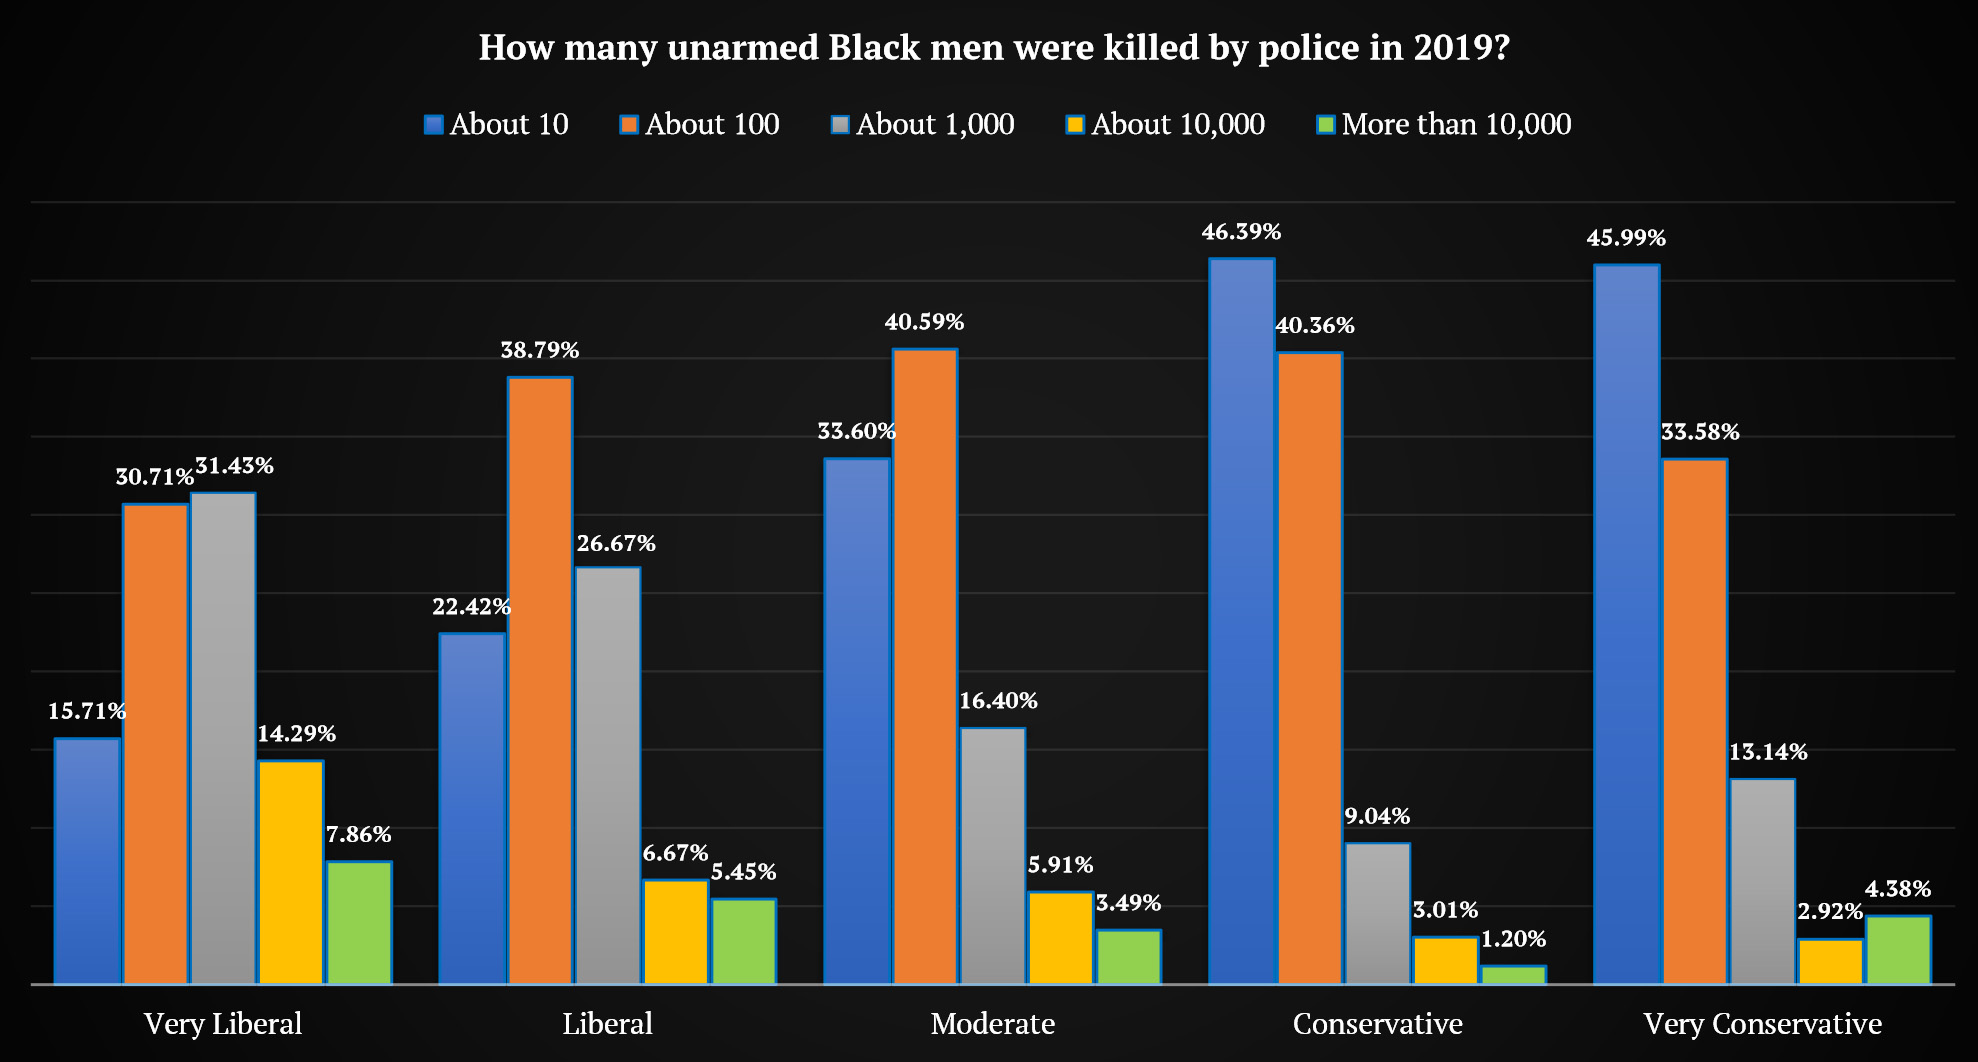 How many unarmed Black men were killed by police in 2019?
About 10 About 100 About 1,000 About 10,000 More than 10,000
15.71% 30.71% 31.43% 14.29% 7.86%
22.42% 38.79% 26.67% 6.67% 5.45%
33.60% 40.59% 16.40% 5.91% 3.49%
46.39% 40.36% 9.04% 3.01% 1.20%
45.99% 33.58% 13.14% 2.92% 4.38%
Very Liberal Liberal Moderate Conservative Very Conservative